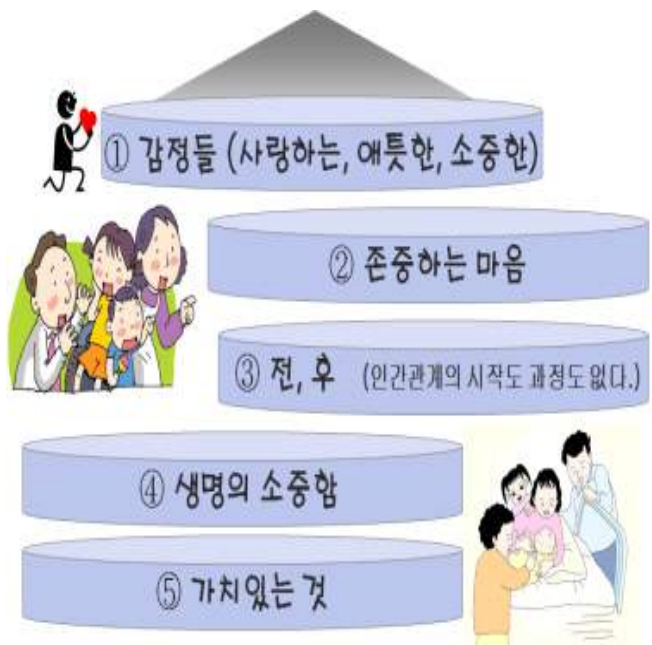 ① 감정들 (사랑하는, 애틋한, 소중한)
② 존중하는 마음
③ 전, 후 (인간관계의 시작도 과정도 없다.)
④ 생명의 소중함
⑤ 가치있는 것